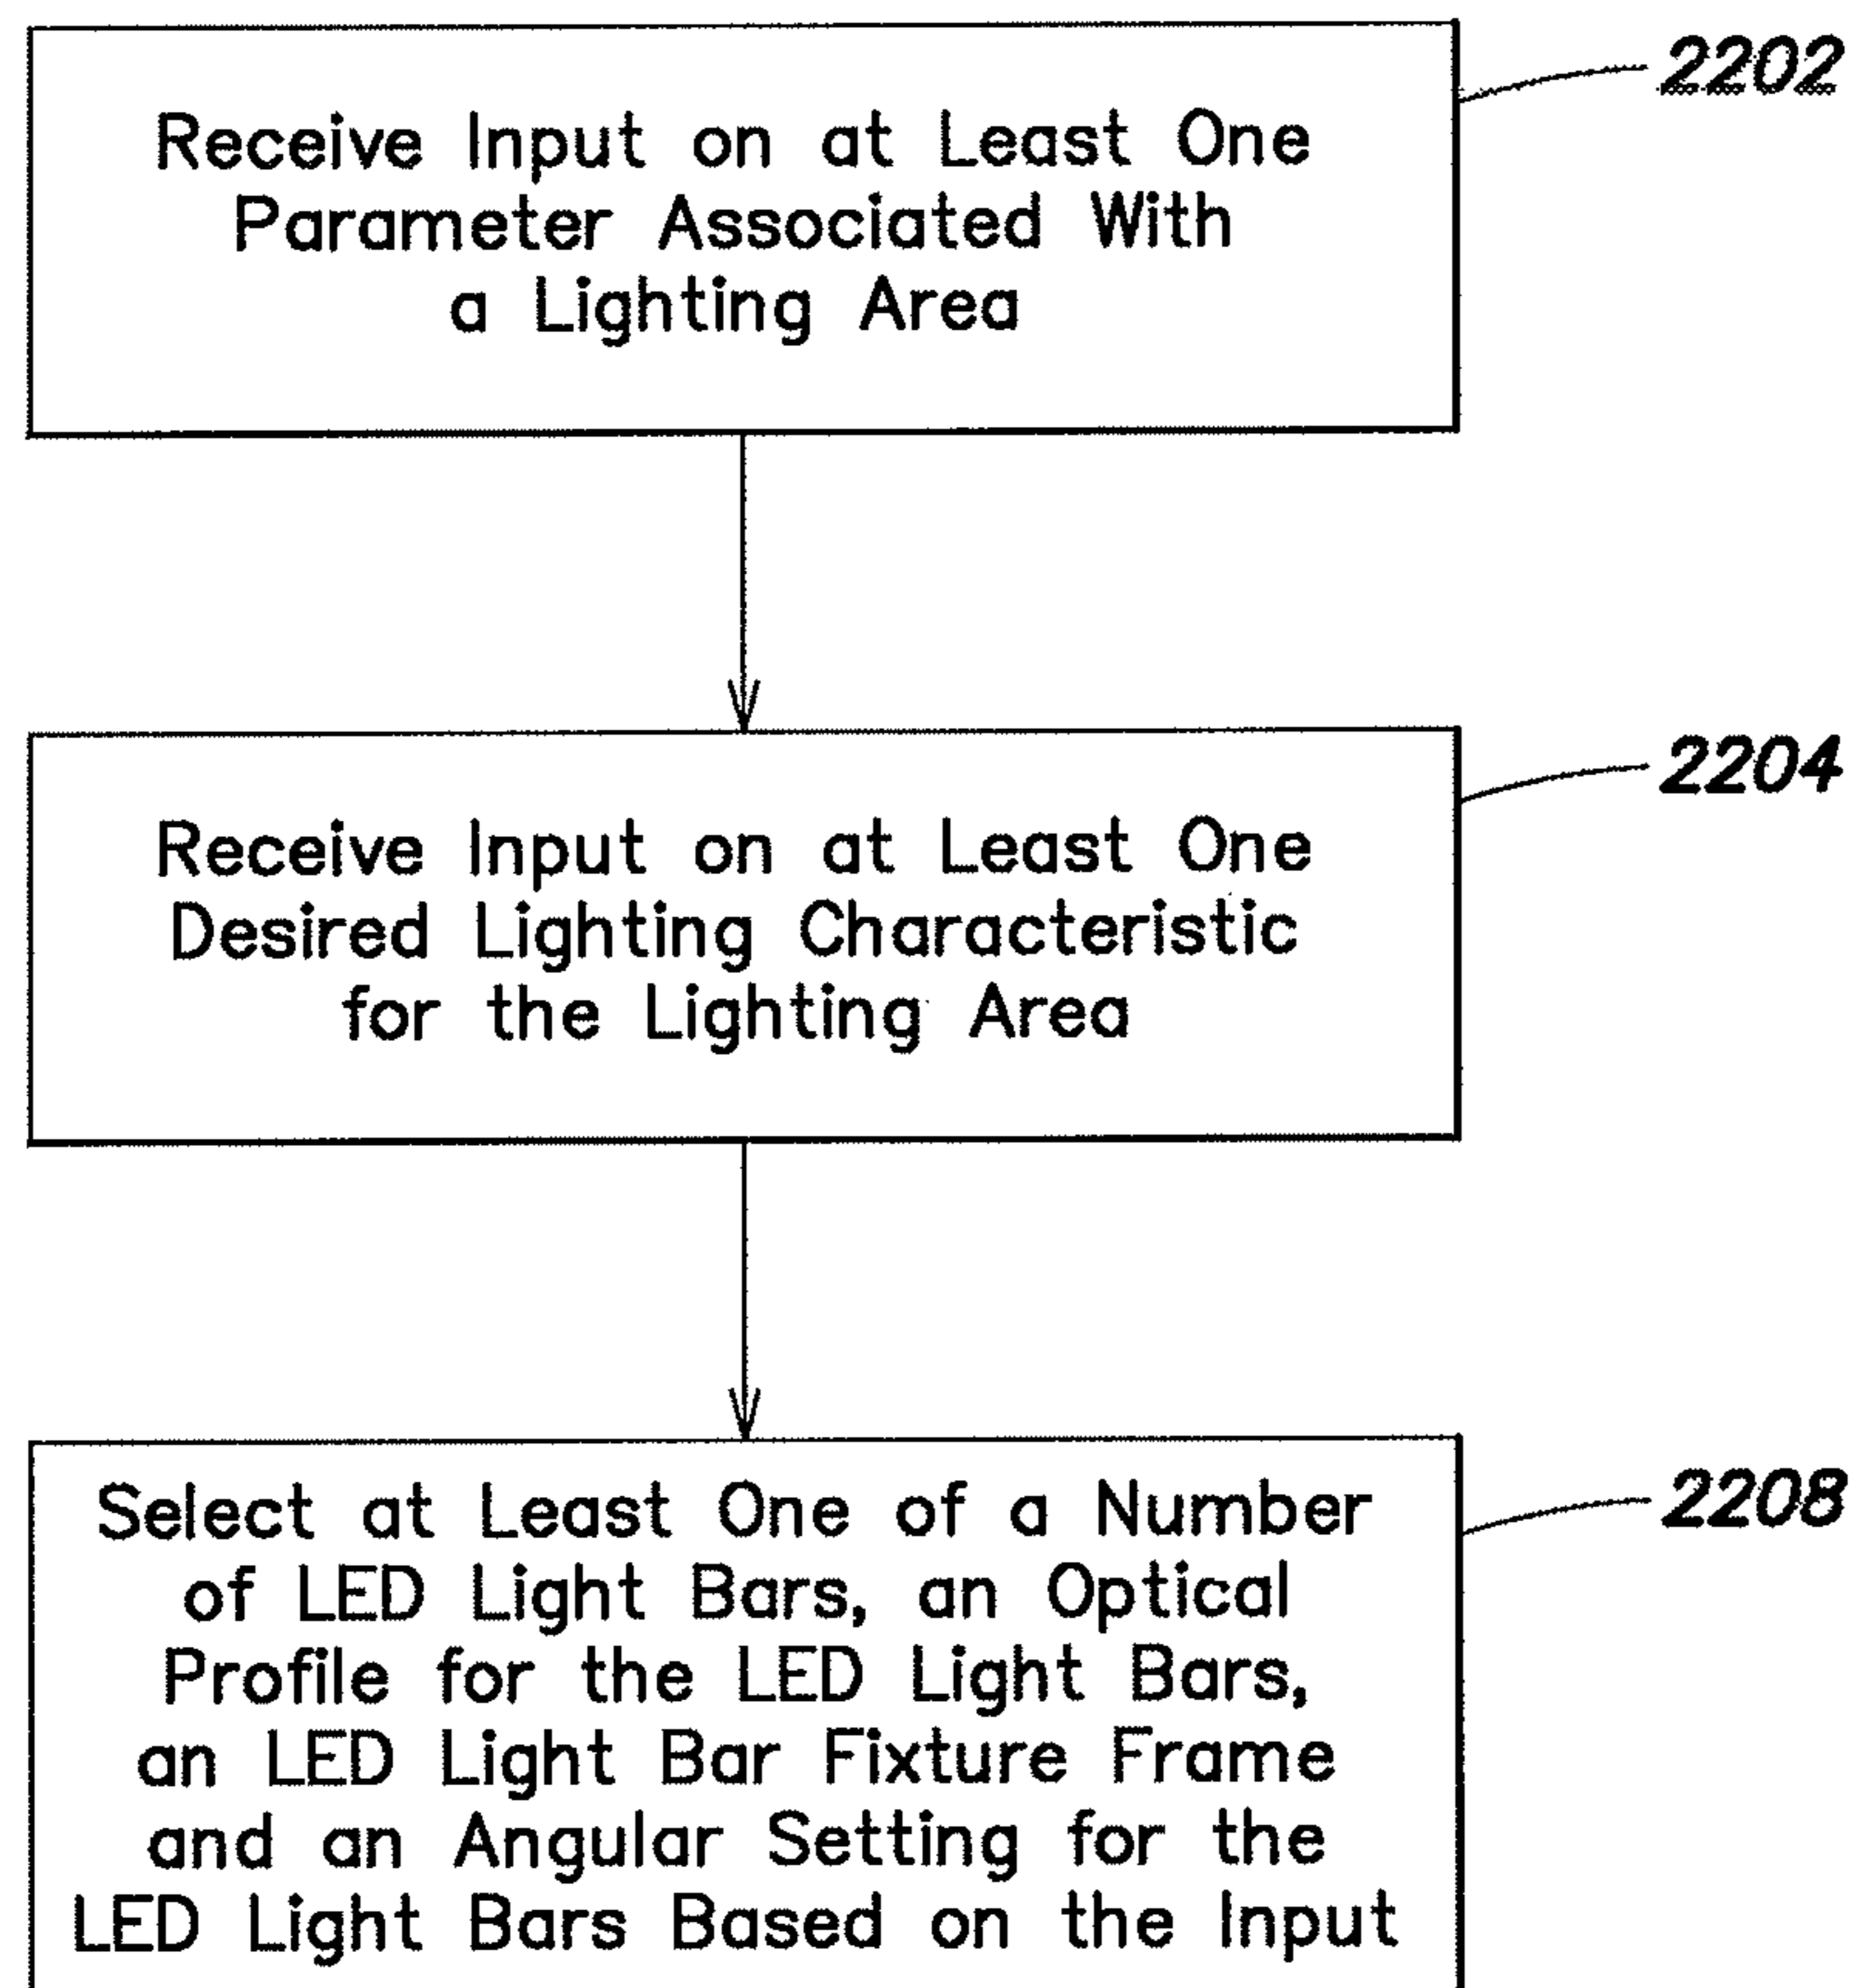 Receive Input on at Least One
Parameter Associated With
a Lighting Area
2202
Receive Input on at Least One
Desired Lighting Characteristic
for the Lighting Area
2204
Select at Least One of a Number
of LED Light Bars, an Optical
Profile for the LED Light Bars,
an LED Light Bar Fixture Frame
and an Angular Setting for the
LED Light Bars Based on the Input
2208